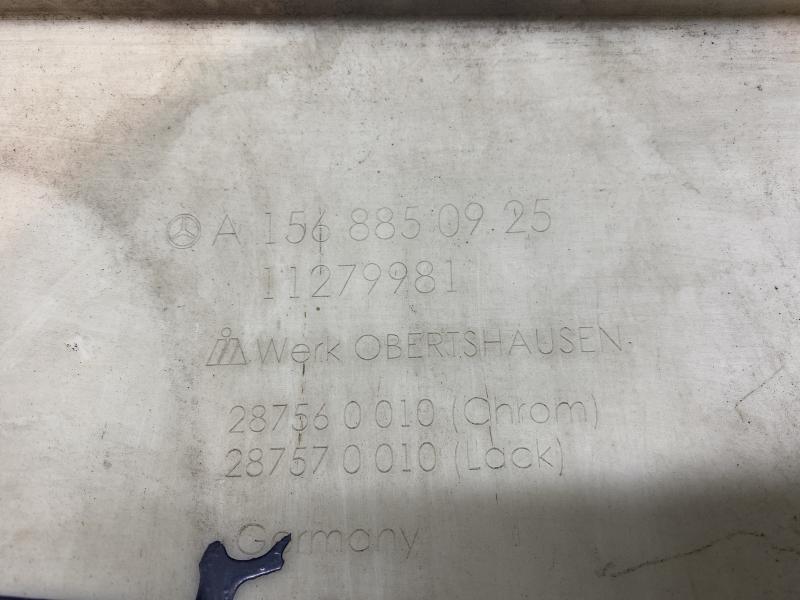 A 156 885 09 25
11279981
Werk OBERTSHAUSEN
28756 0 010 (Chrom)
28757 0 010 (Lack)
Germany